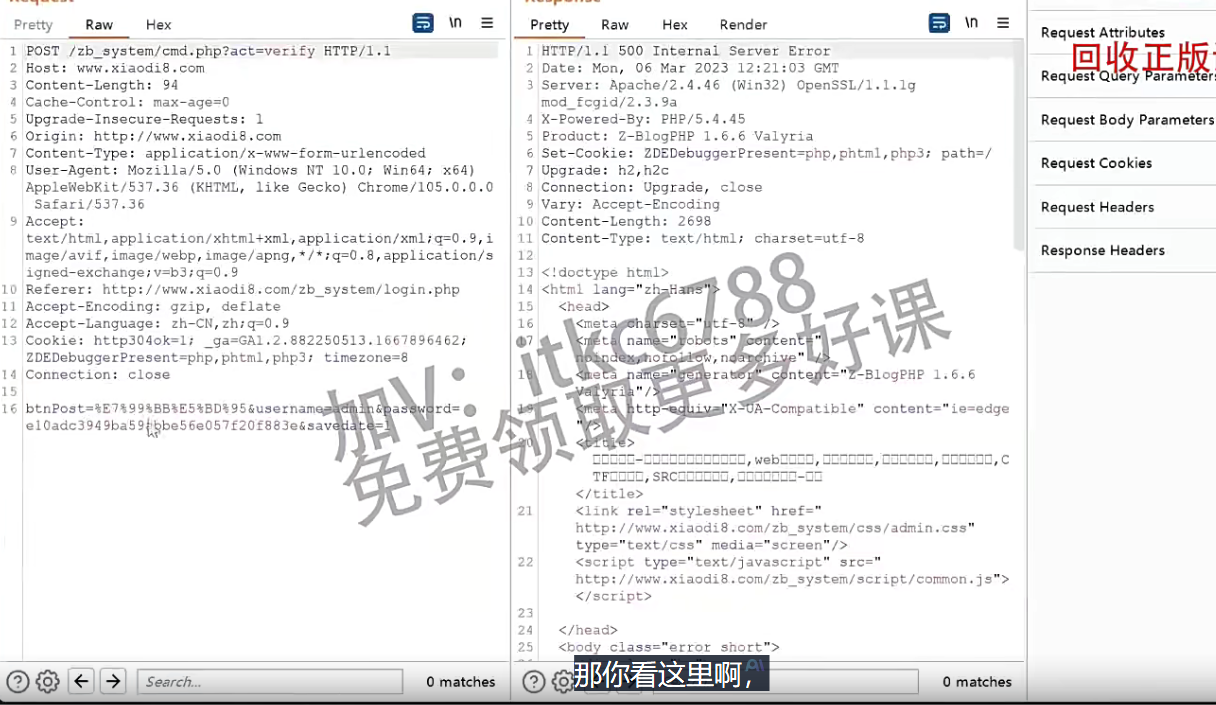 Request
Response
Pretty
Raw
Hex
\n
Pretty
Raw
Hex
Render
\n
1 POST /zb_system/cmd.php?act=verify HTTP/1.1
2 Host: www.xiaodi8.com
3 Content-Length: 94
4 Cache-Control: max-age=0
5 Upgrade-Insecure-Requests: 1
6 Origin: http://www.xiaodi8.com
7 Content-Type: application/x-www-form-urlencoded
8 User-Agent: Mozilla/5.0 (Windows NT 10.0; Win64; x64)
AppleWebKit/537.36 (KHTML, like Gecko) Chrome/105.0.0.0
Safari/537.36
9 Accept:
text/html,application/xhtml+xml,application/xml;q=0.9,i
mage/avif,image/webp,image/apng,*/*;q=0.8,application/s
igned-exchange;v=b3;q=0.9
10 Referer: http://www.xiaodi8.com/zb_system/login.php
11 Accept-Encoding: gzip, deflate
12 Accept-Language: zh-CN,zh;q=0.9
13 Cookie: http304ok=1; _ga=GA1.2.882250513.1667896462;
ZDEDebuggerPresent=php,phtml,php3; timezone=8
14 Connection: close
15
16 btnPost=%E7%99%BB%E5%BD%95&username=admin&password=
e10adc3949ba59abbe56e057f20f883e&savedate=1
1 HTTP/1.1 500 Internal Server Error
2 Date: Mon, 06 Mar 2023 12:21:03 GMT
3 Server: Apache/2.4.46 (Win32) OpenSSL/1.1.1g
mod_fcgid/2.3.9a
4 X-Powered-By: PHP/5.4.45
5 Product: Z-BlogPHP 1.6.6 Valyria
6 Set-Cookie: ZDEDebuggerPresent=php,phtml,php3; path=/
7 Upgrade: h2,h2c
8 Connection: Upgrade, close
9 Vary: Accept-Encoding
10 Content-Length: 2698
11 Content-Type: text/html; charset=utf-8
12
13 <!doctype html>
14 <html lang="zh-Hans">
15 <head>
16 <meta charset="utf-8" />
17 <meta name="robots" content="
noindex,nofollow,noarchive" />
18 <meta name="generator" content="Z-BlogPHP 1.6.6
Valyria"/>
19 <meta http-equiv="X-UA-Compatible" content="ie=edge
"/>
20 <title>
,web
,C
TF
,SRC
</title>
21 <link rel="stylesheet" href="
http://www.xiaodi8.com/zb_system/css/admin.css"
type="text/css" media="screen"/>
22 <script type="text/javascript" src="
http://www.xiaodi8.com/zb_system/script/common.js">
</script>
23
24 </head>
25 <body class="error short">
Request Attributes
回收正版
Request Query Parameters
Request Body Parameters
Request Cookies
Request Headers
Response Headers
加V: itkc6788
免费领取更多好课
Search...
0 matches
那你看这里啊，
0 matches